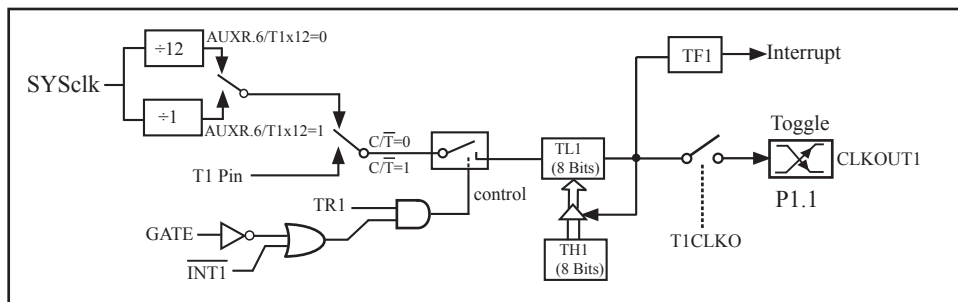 AUXR.6/T1x12=0
÷12
SYSclk
÷1
AUXR.6/T1x12=1
C/T̅=0
C/T̅=1
T1 Pin
TR1
GATE
I̅N̅T̅1̅
control
TL1
(8 Bits)
TH1
(8 Bits)
TF1
Interrupt
Toggle
CLKOUT1
P1.1
T1CLKO